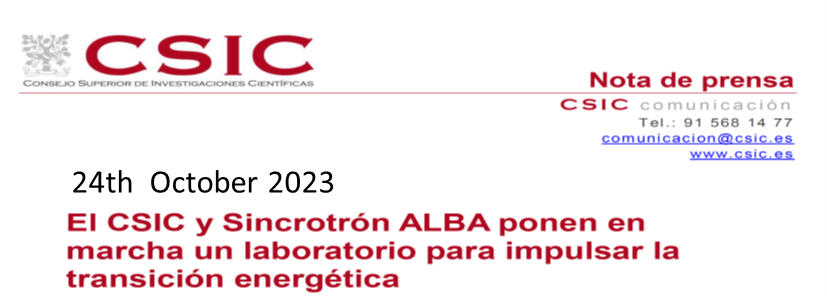 CSIC
CONSEJO SUPERIOR DE INVESTIGACIONES CIENTÍFICAS
Nota de prensa
CSIC comunicación
Tel.: 91 568 14 77
comunicacion@csic.es
www.csic.es
24th October 2023
El CSIC y Sincrotrón ALBA ponen en
marcha un laboratorio para impulsar la
transición energética